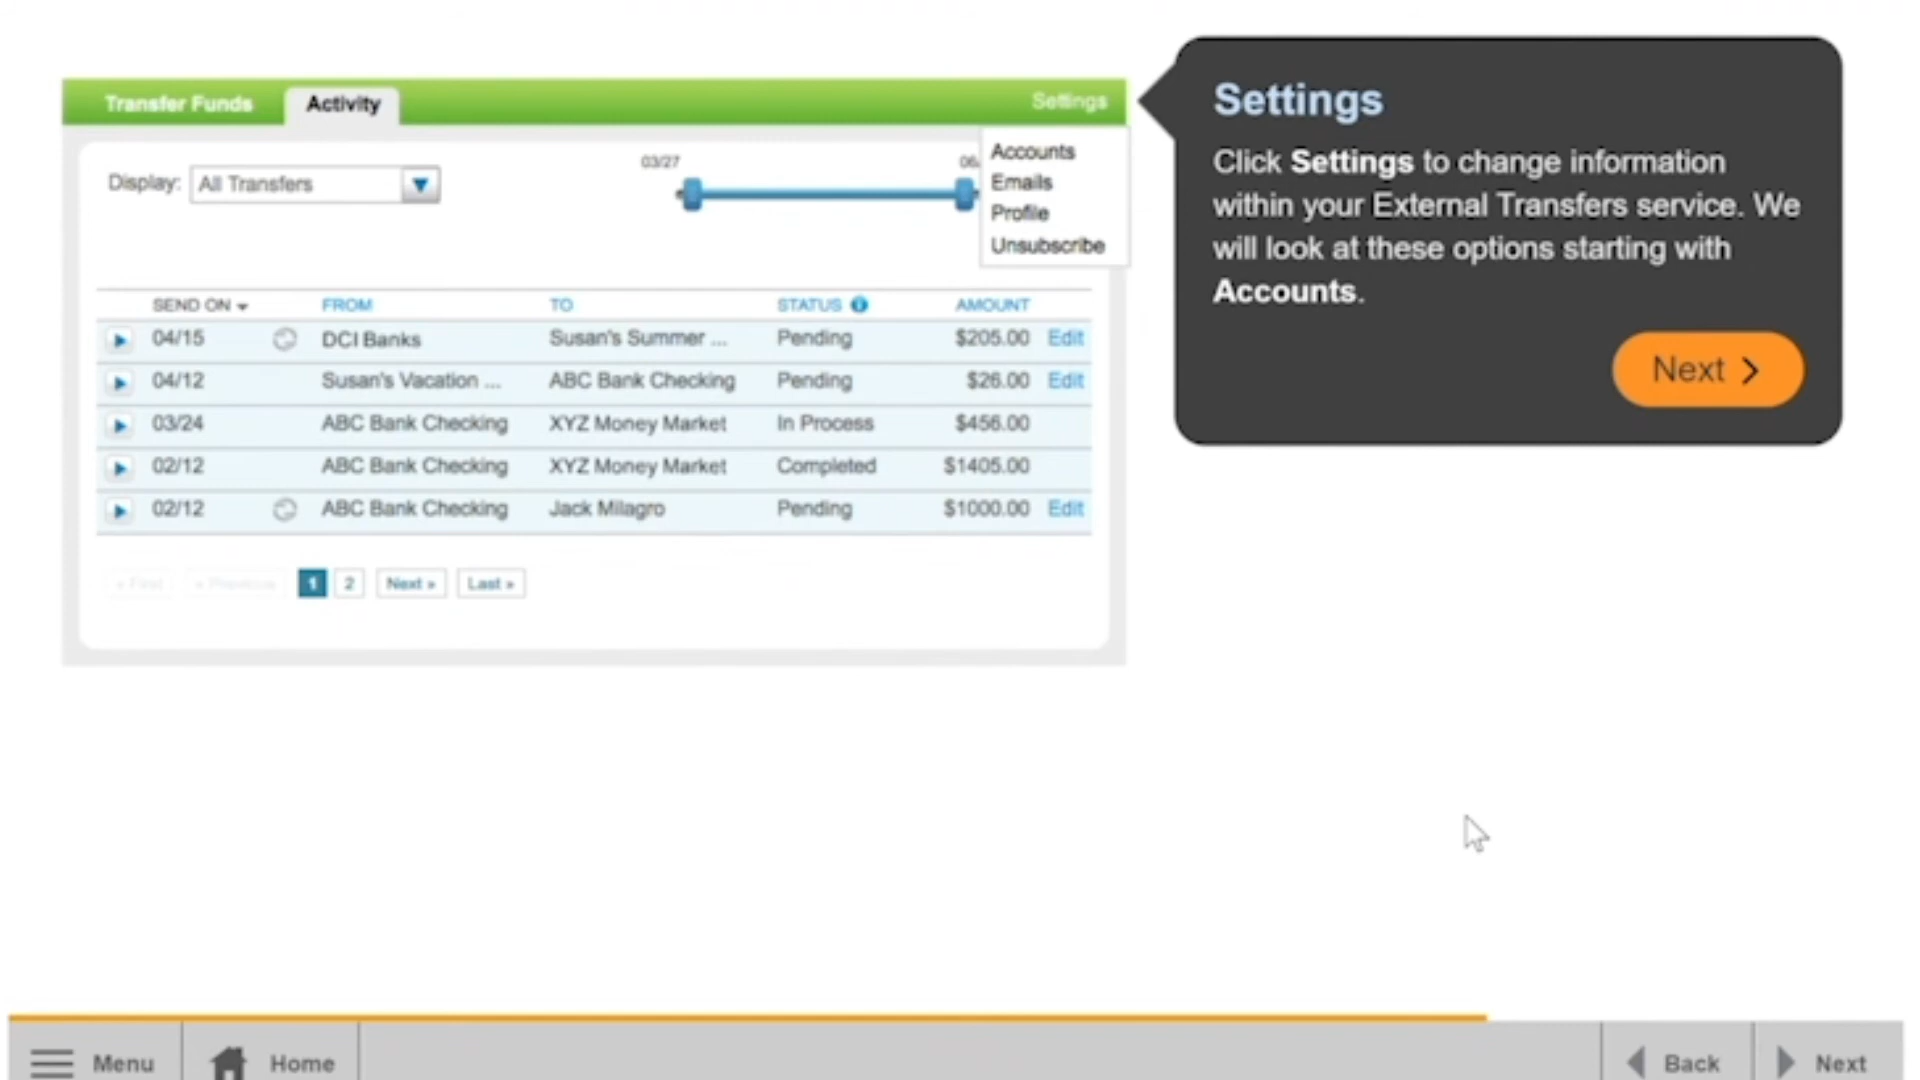 Transfer Funds Activity Settings
Accounts
Emails
Profile
Unsubscribe
Display: All Transfers
03/27 06
SEND ON FROM TO STATUS AMOUNT
04/15 DCI Banks Susan's Summer ... Pending $205.00 Edit
04/12 Susan's Vacation ... ABC Bank Checking Pending $26.00 Edit
03/24 ABC Bank Checking XYZ Money Market In Process $456.00
02/12 ABC Bank Checking XYZ Money Market Completed $1405.00
02/12 ABC Bank Checking Jack Milagro Pending $1000.00 Edit
« First « Previous 1 2 Next » Last »
Settings
Click Settings to change information
within your External Transfers service. We
will look at these options starting with
Accounts.
Next
Menu Home Back Next